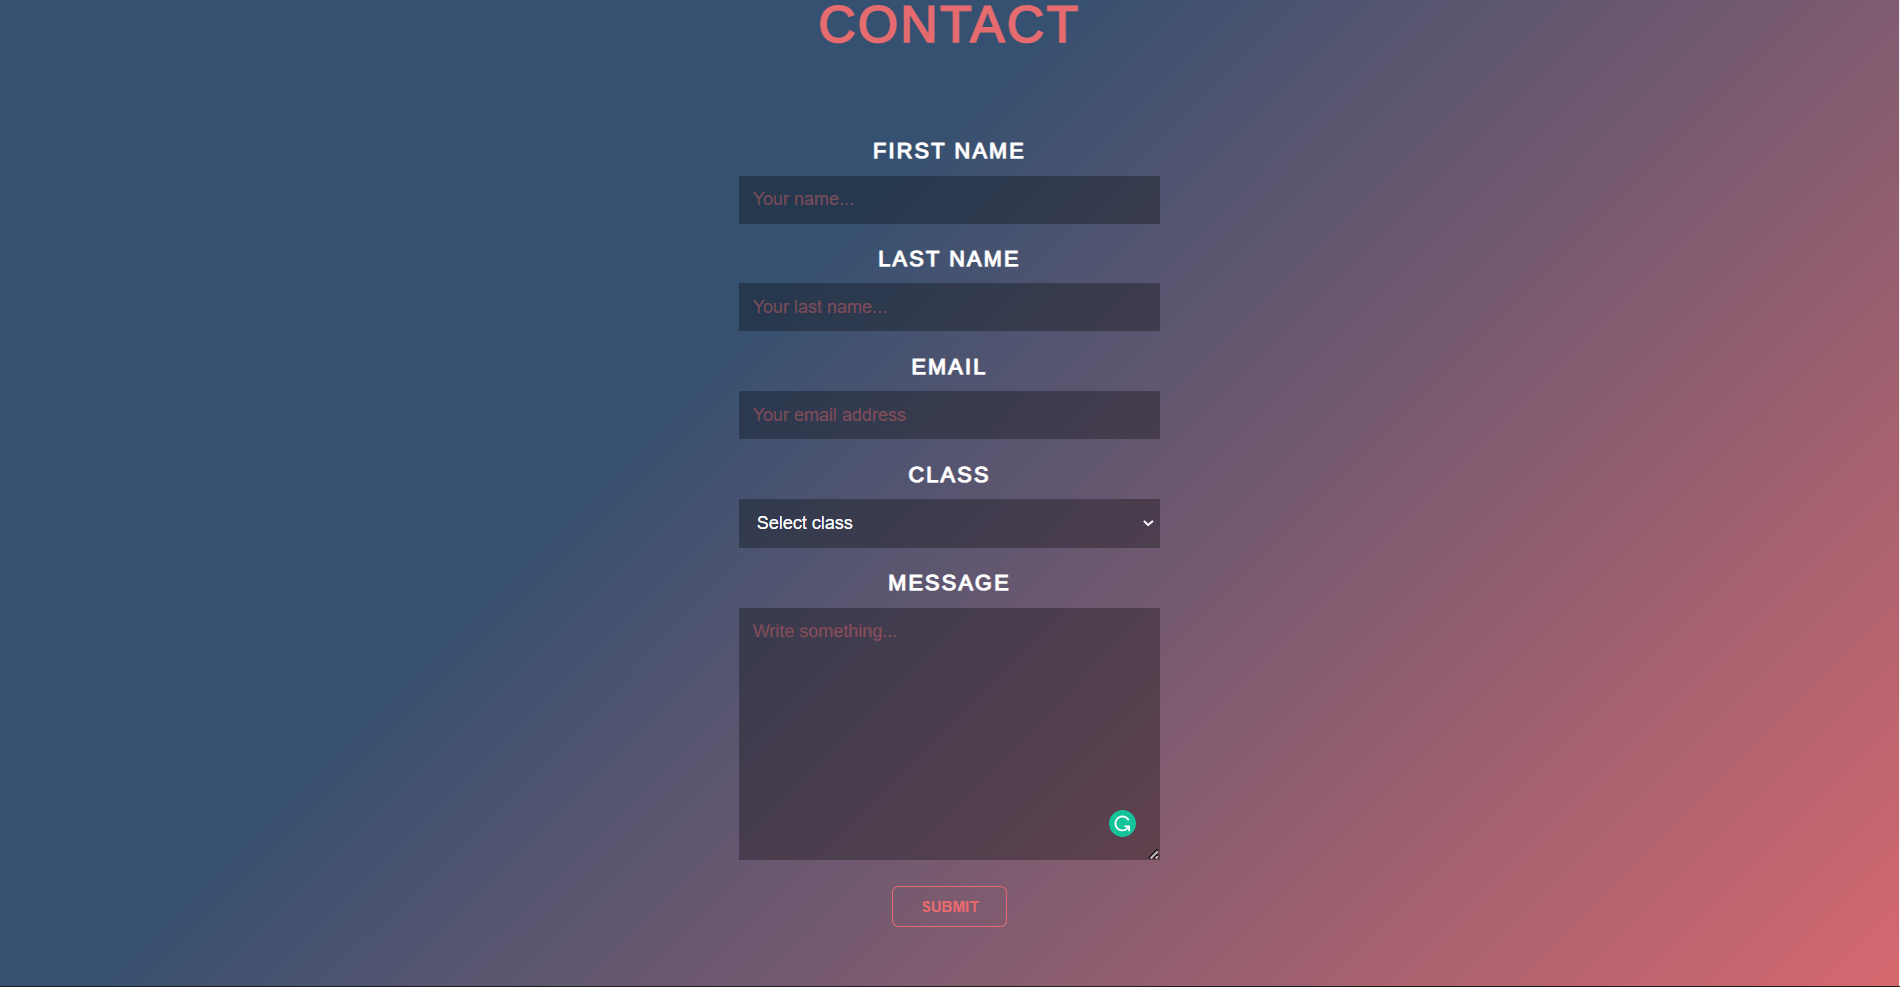 CONTACT
FIRST NAME
Your name...
LAST NAME
Your last name...
EMAIL
Your email address
CLASS
Select class
MESSAGE
Write something...
SUBMIT